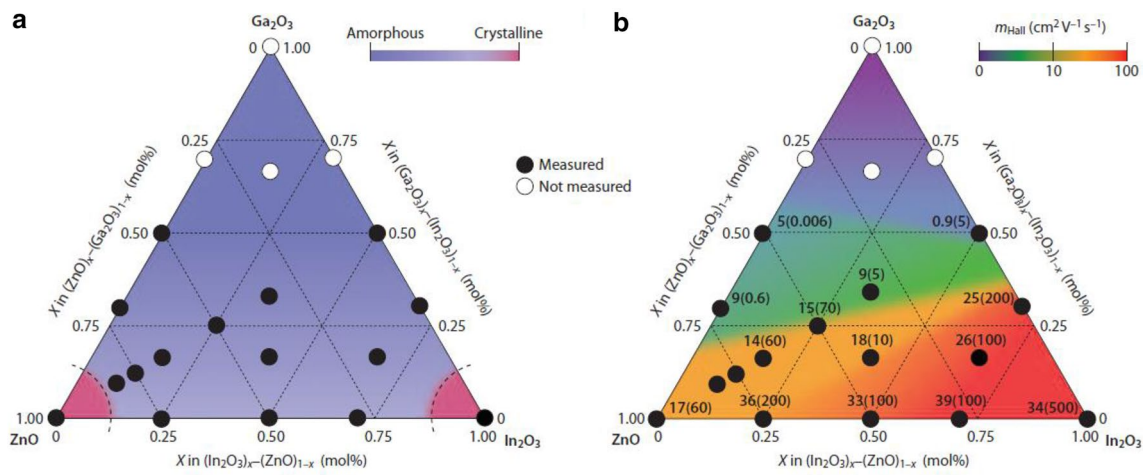 a
Ga₂O₃
0 1.00
Amorphous Crystalline
0.25 0.75
X in (ZnO)ₓ–(Ga₂O₃)₁₋ₓ (mol%)
X in (Ga₂O₃)ₓ–(In₂O₃)₁₋ₓ (mol%)
0.50 0.50
0.75 0.25
1.00 0
ZnO In₂O₃
0 0.25 0.50 0.75 1.00
X in (In₂O₃)ₓ–(ZnO)₁₋ₓ (mol%)
Measured
Not measured
b
Ga₂O₃
0 1.00
mHall (cm² V⁻¹ s⁻¹)
0 10 100
0.25 0.75
X in (ZnO)ₓ–(Ga₂O₃)₁₋ₓ (mol%)
X in (Ga₂O₃)ₓ–(In₂O₃)₁₋ₓ (mol%)
5(0.006) 0.9(5)
0.50 0.50
9(5)
9(0.6) 15(70) 25(200)
0.75 0.25
14(60) 18(10) 26(100)
17(60) 36(200) 33(100) 39(100) 34(500)
1.00 0
ZnO In₂O₃
0 0.25 0.50 0.75 1.00
X in (In₂O₃)ₓ–(ZnO)₁₋ₓ (mol%)